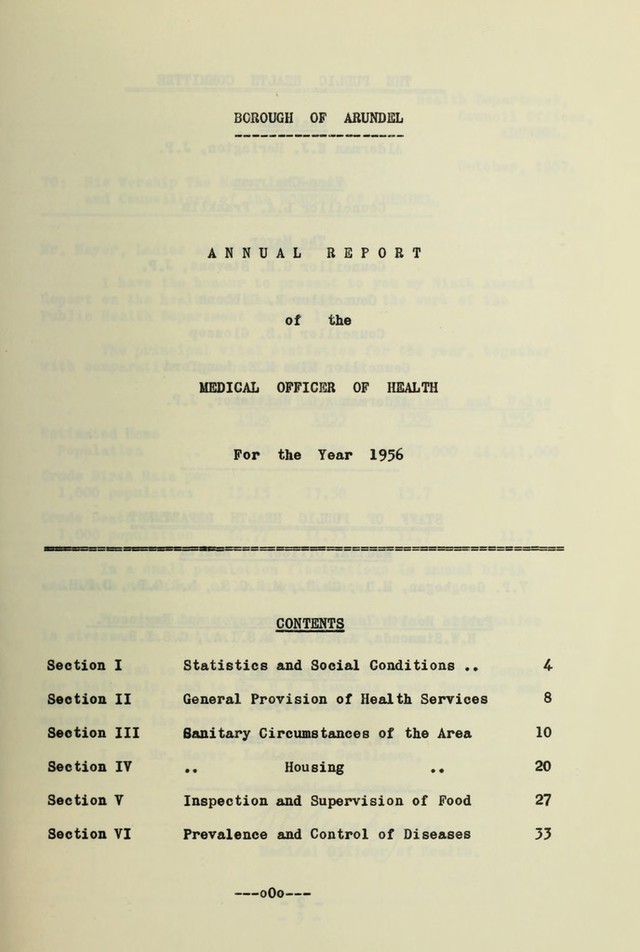 BOROUGH OF ARUNDEL
ANNUAL REPORT
of the
MEDICAL OFFICER OF HEALTH
For the Year 1956
CONTENTS
Section I Statistics and Social Conditions .. 4
Section II General Provision of Health Services 8
Section III Sanitary Circumstances of the Area 10
Section IV .. Housing .. 20
Section V Inspection and Supervision of Food 27
Section VI Prevalence and Control of Diseases 33
---oOo---